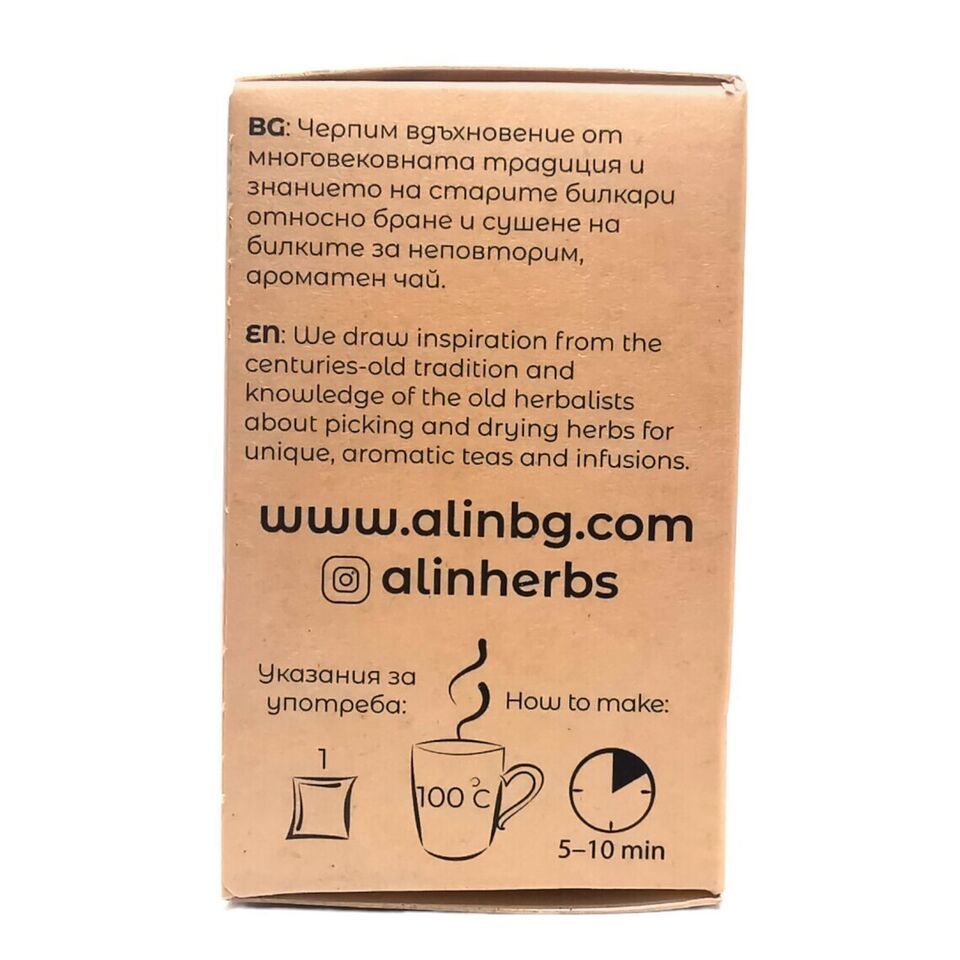 BG: Черпим вдъхновение от
многовековната традиция и
знанието на старите билкари
относно бране и сушене на
билките за неповторим,
ароматен чай.
EN: We draw inspiration from the
centuries-old tradition and
knowledge of the old herbalists
about picking and drying herbs for
unique, aromatic teas and infusions.
www.alinbg.com
alinherbs
Указания за
употреба:
How to make:
1
100 °C
5–10 min